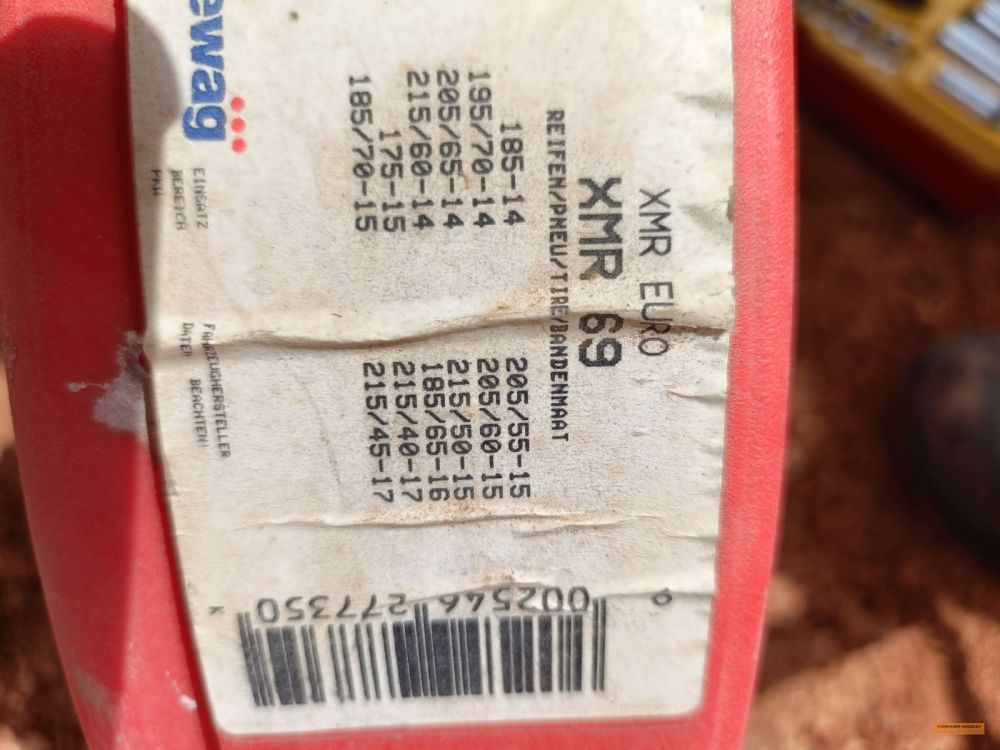 XMR EURO
XMR 69
REIFEN/PNEU/TIRE/BANDENMAAT
185-14 205/55-15
195/70-14 205/60-15
205/65-14 215/50-15
215/60-14 185/65-16
175-15 215/40-17
185/70-15 215/45-17
ewag
EINSATZ
BEREICH
PKW
FAHRZEUGHERSTELLER
DATEN BEACHTEN!
002546 277350
K